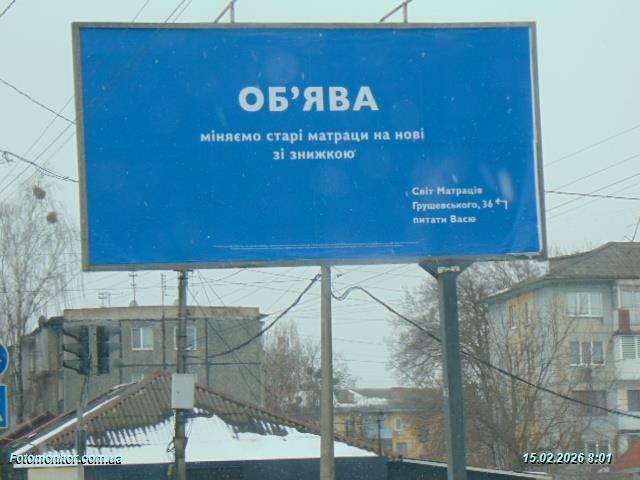 ОБ'ЯВА
міняємо старі матраци на нові
зі знижкою
Світ Матраців
Грушевського, 36
питати Васю
Fotomonitor.com.ua
15.02.2026 8:01